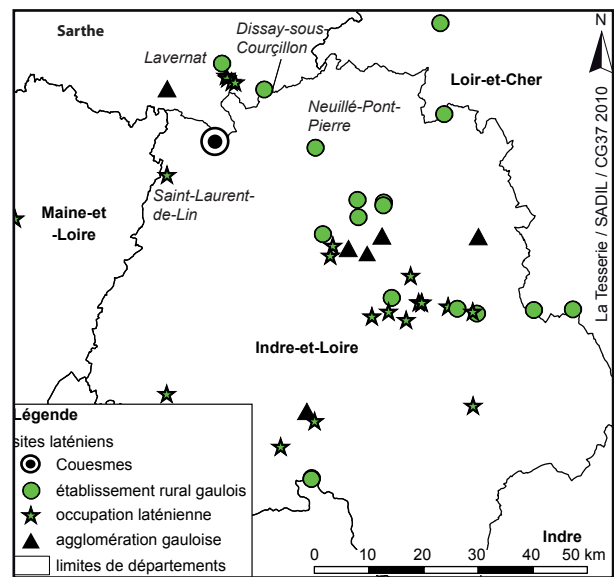 Sarthe
Dissay-sous-
Courçillon
N
Lavernat
Loir-et-Cher
Neuillé-Pont-
Pierre
Saint-Laurent-
de-Lin
Maine-et
-Loire
La Tesserie / SADIL / CG37 2010
Indre-et-Loire
Légende
sites laténiens
Couesmes
établissement rural gaulois
occupation laténienne
agglomération gauloise
limites de départements
Indre
0 10 20 30 40 50 km